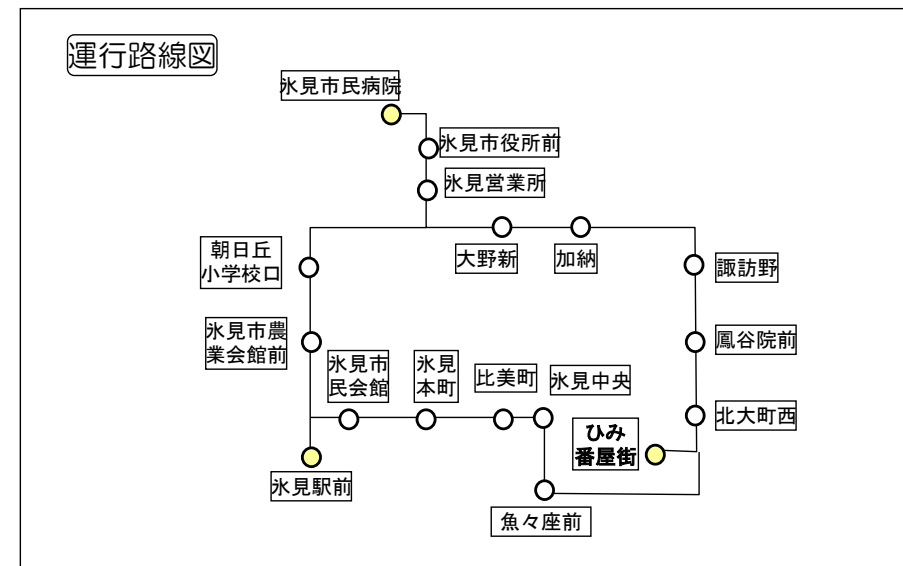 運行路線図
氷見市民病院
氷見市役所前
氷見営業所
朝日丘
小学校口
大野新
加納
諏訪野
氷見市農
業会館前
鳳谷院前
氷見市
民会館
氷見
本町
比美町
氷見中央
北大町西
ひみ
番屋街
氷見駅前
魚々座前